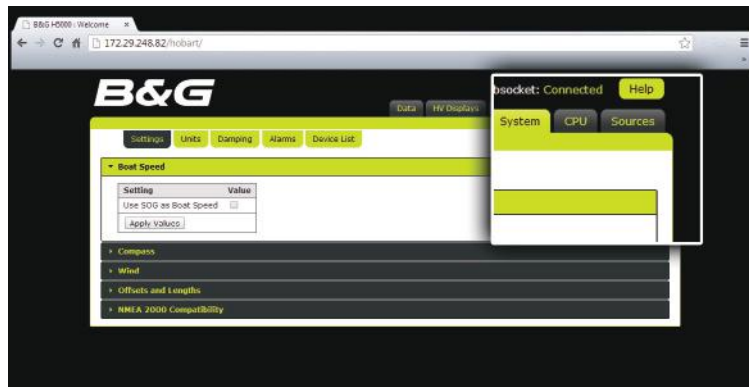 B&G H5000 : Welcome
172.29.248.82/hobart/
B&G
Data HV Displays
bsocket: Connected Help
System CPU Sources
Settings Units Damping Alarms Device List
Boat Speed
Setting Value
Use SOG as Boat Speed
Apply Values
Compass
Wind
Offsets and Lengths
NMEA 2000 Compatibility